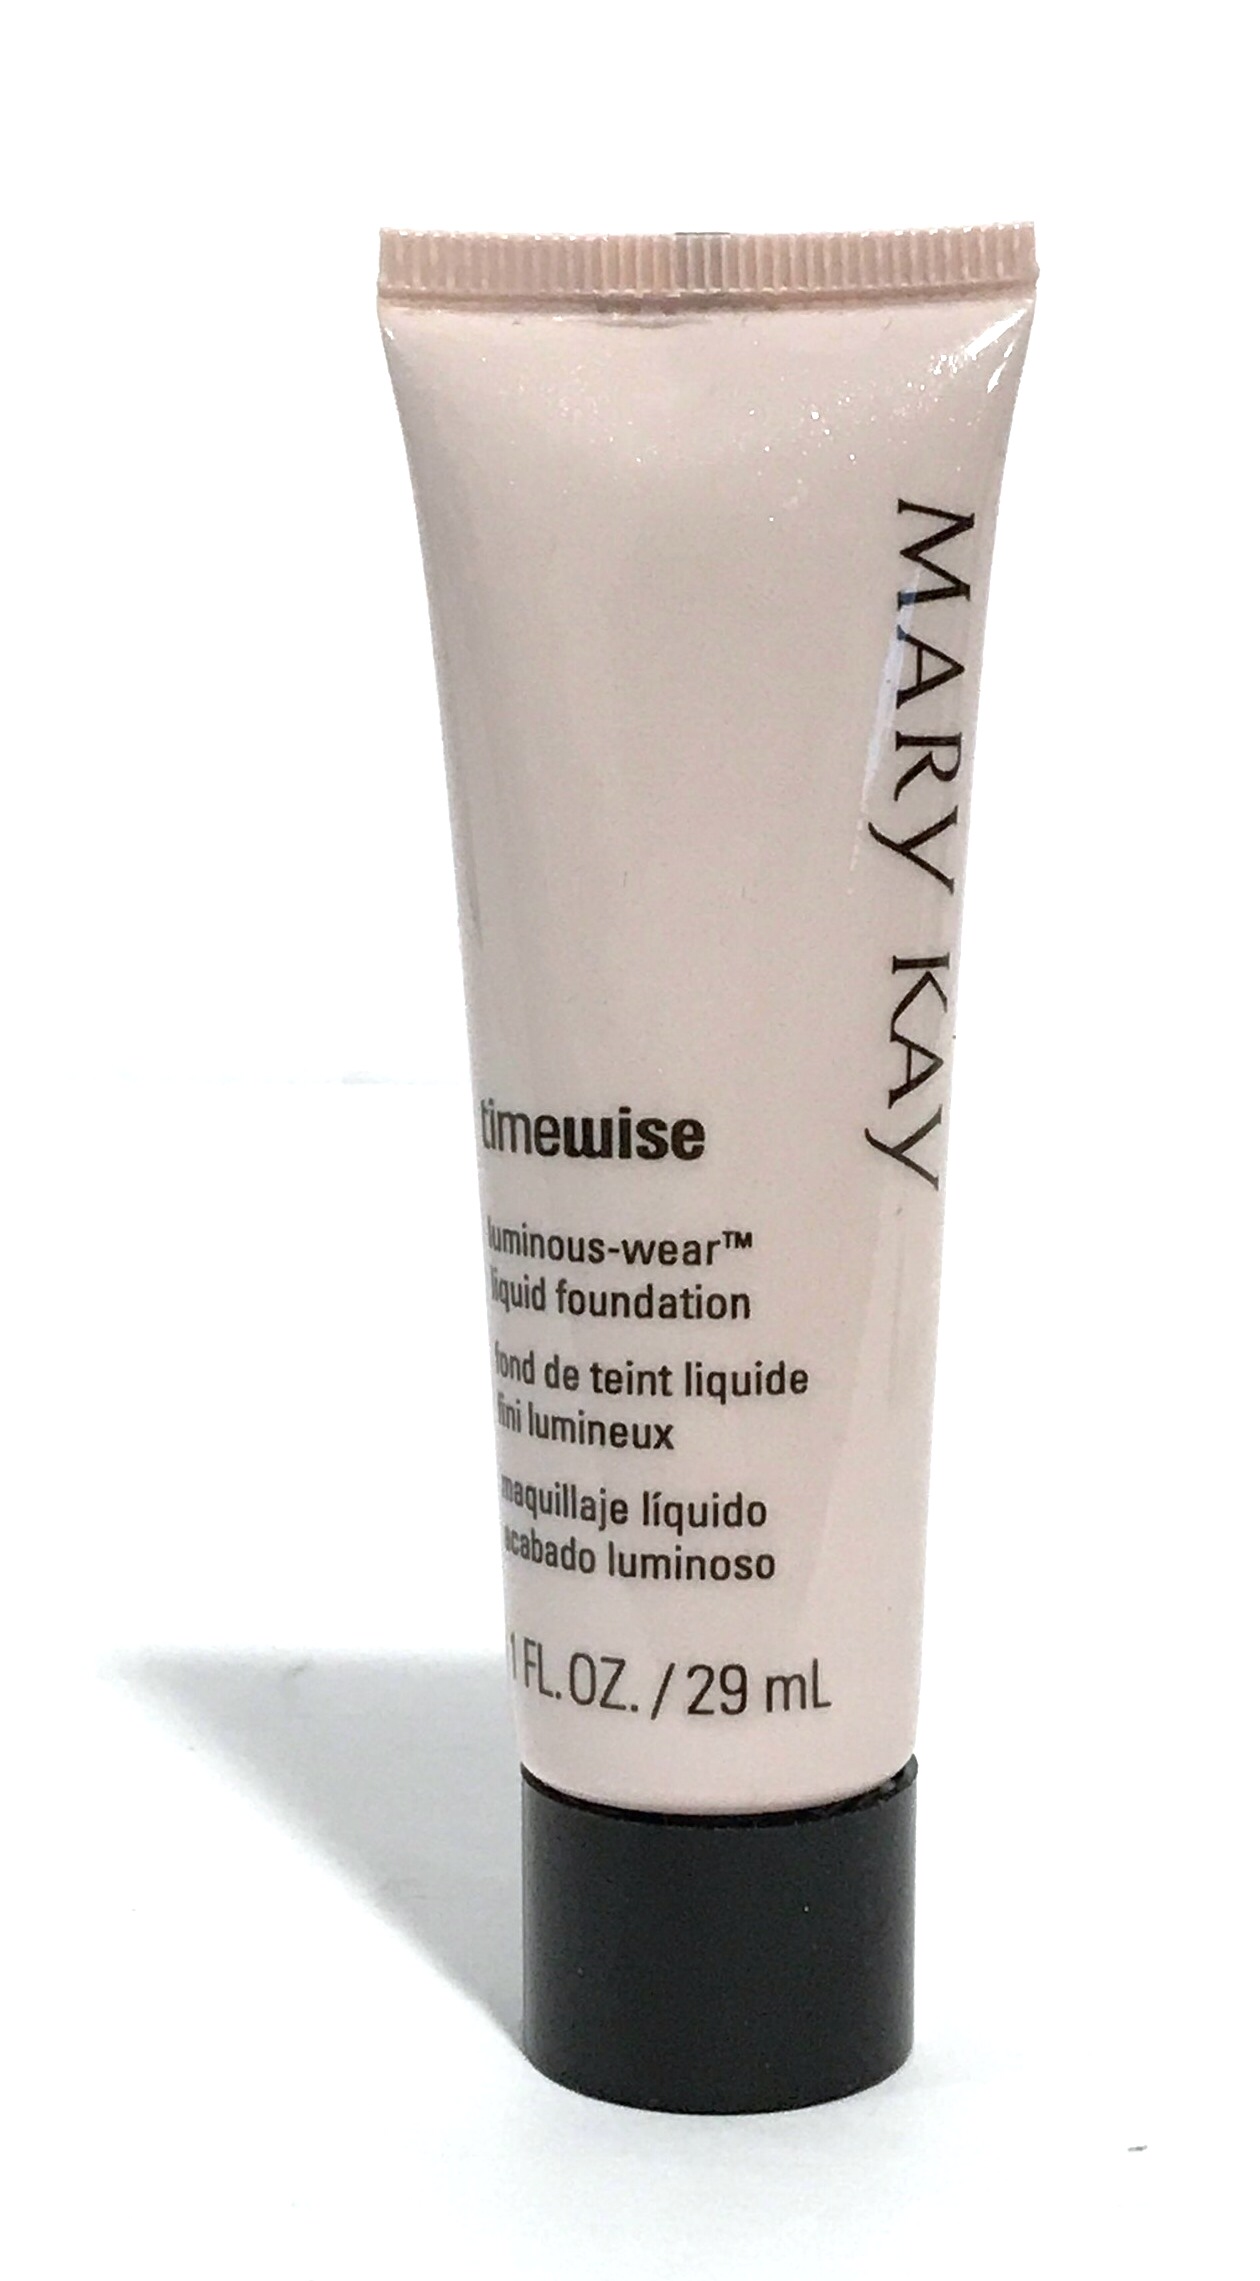 MARY KAY
timewise
luminous-wear™
liquid foundation
fond de teint liquide
fini lumineux
maquillaje líquido
acabado luminoso
1 FL.OZ. / 29 mL